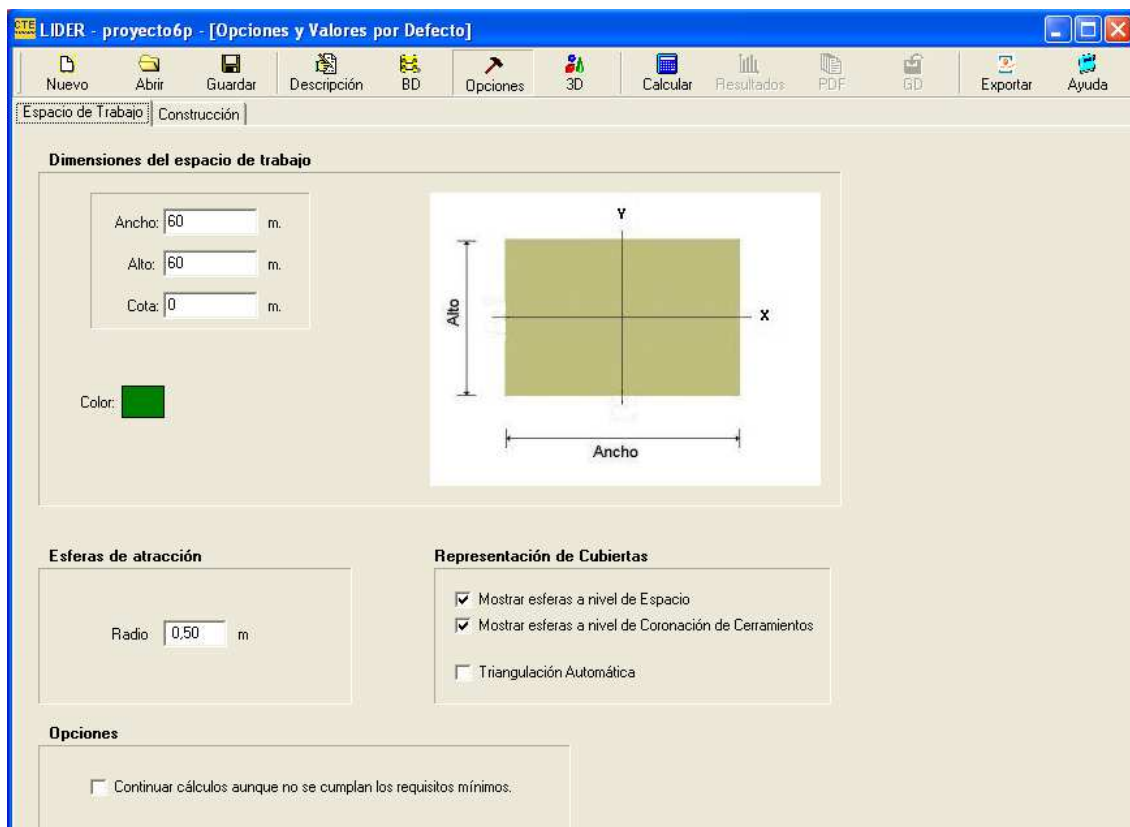 CTE LIDER - proyecto6p - [Opciones y Valores por Defecto]
Nuevo Abrir Guardar Descripción BD Opciones 3D Calcular Resultados PDF GD Exportar Ayuda
Espacio de Trabajo Construcción
Dimensiones del espacio de trabajo
Ancho: 60 m.
Alto: 60 m.
Cota: 0 m.
Color:
Y
X
Alto
Ancho
Esferas de atracción
Radio 0,50 m
Representación de Cubiertas
Mostrar esferas a nivel de Espacio
Mostrar esferas a nivel de Coronación de Cerramientos
Triangulación Automática
Opciones
Continuar cálculos aunque no se cumplan los requisitos mínimos.